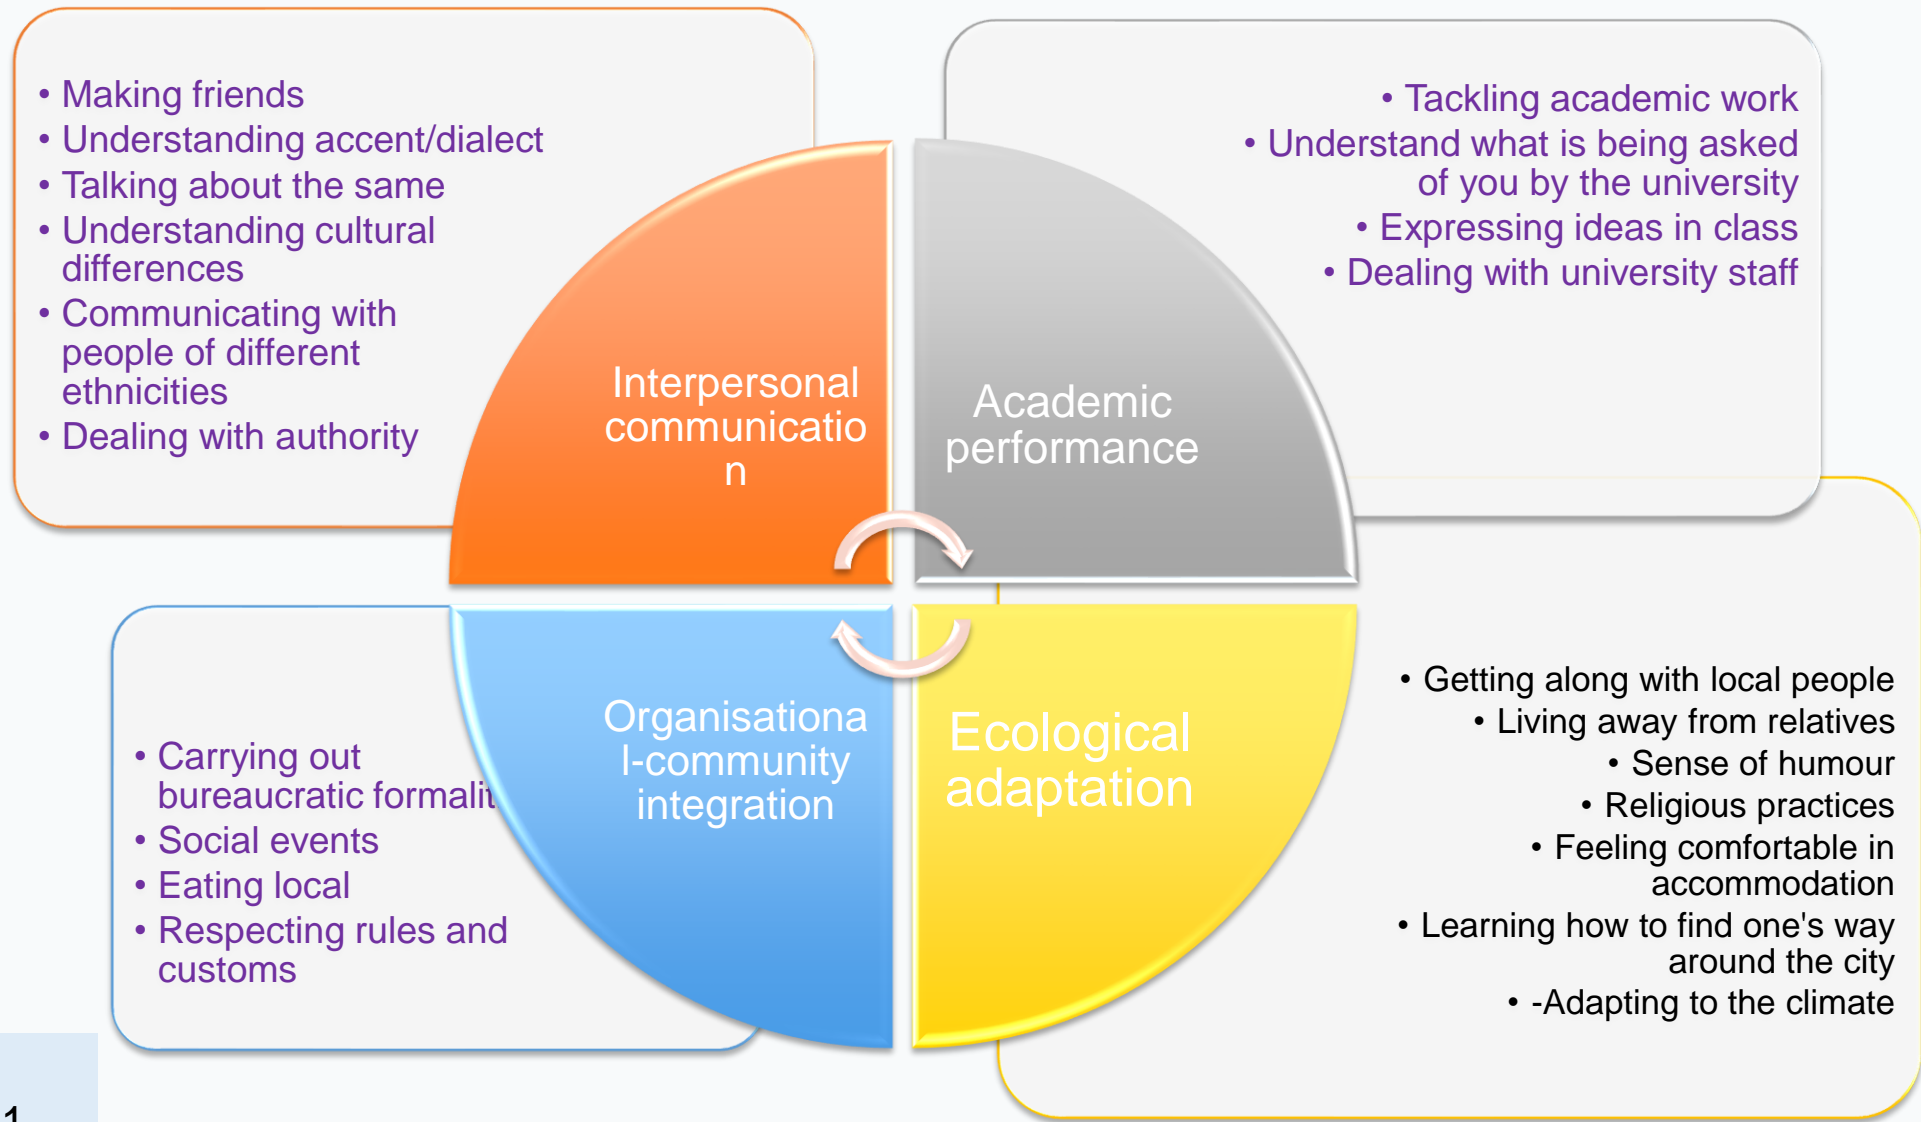 • Making friends
• Understanding accent/dialect
• Talking about the same
• Understanding cultural
differences
• Communicating with
people of different
ethnicities
• Dealing with authority
• Tackling academic work
• Understand what is being asked
of you by the university
• Expressing ideas in class
• Dealing with university staff
Interpersonal
communicatio
n
Academic
performance
Organisationa
l-community
integration
Ecological
adaptation
• Carrying out
bureaucratic formalit
• Social events
• Eating local
• Respecting rules and
customs
• Getting along with local people
• Living away from relatives
• Sense of humour
• Religious practices
• Feeling comfortable in
accommodation
• Learning how to find one's way
around the city
• -Adapting to the climate
1